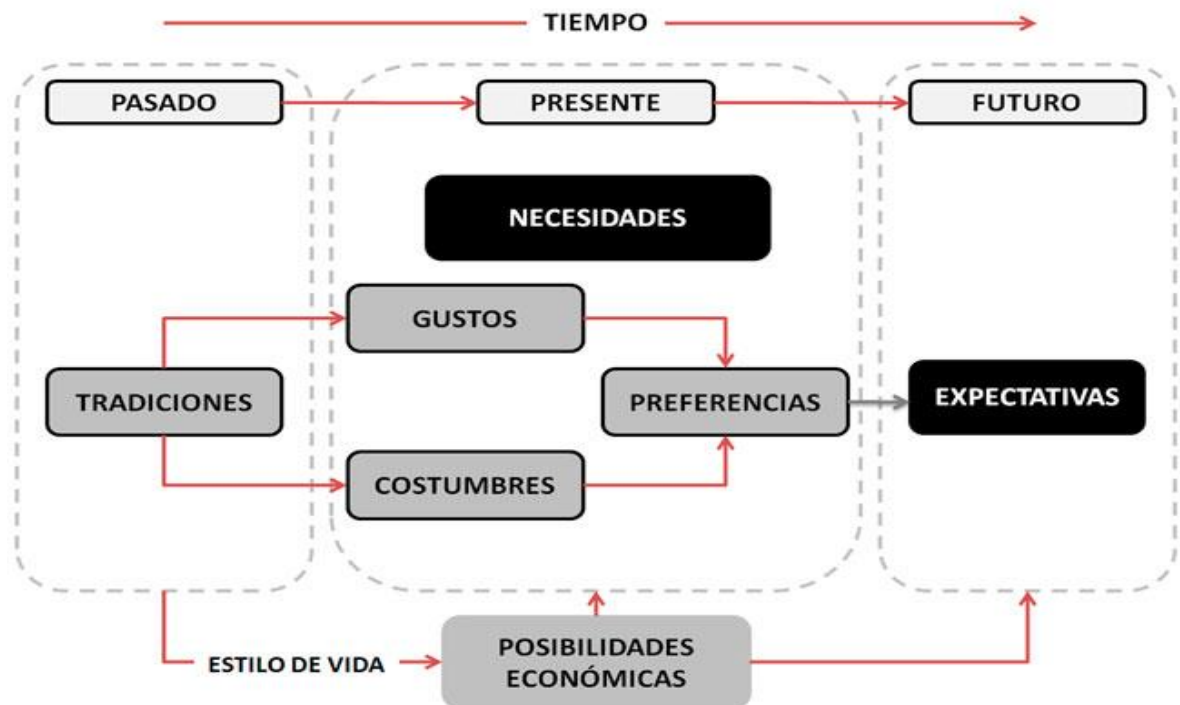 TIEMPO
PASADO
PRESENTE
FUTURO
NECESIDADES
GUSTOS
TRADICIONES
PREFERENCIAS
EXPECTATIVAS
COSTUMBRES
ESTILO DE VIDA
POSIBILIDADES
ECONÓMICAS